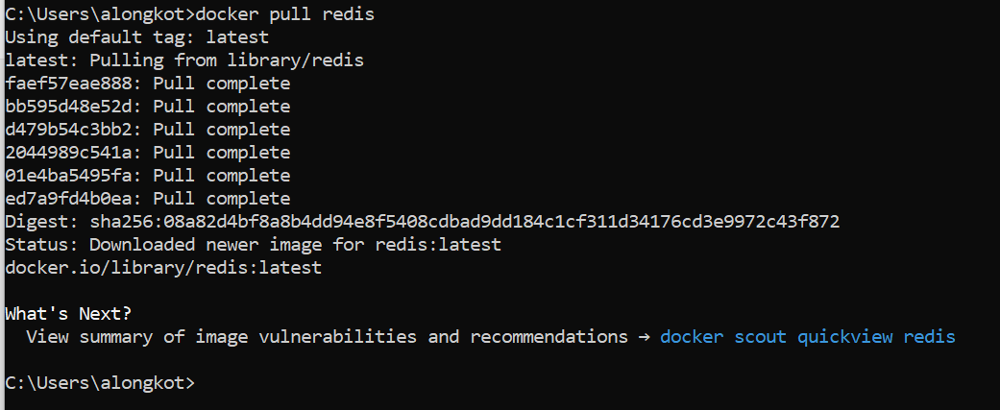 C:\Users\alongkot>docker pull redis
Using default tag: latest
latest: Pulling from library/redis
faef57eae888: Pull complete
bb595d48e52d: Pull complete
d479b54c3bb2: Pull complete
2044989c541a: Pull complete
01e4ba5495fa: Pull complete
ed7a9fd4b0ea: Pull complete
Digest: sha256:08a82d4bf8a8b4dd94e8f5408cdbad9dd184c1cf311d34176cd3e9972c43f872
Status: Downloaded newer image for redis:latest
docker.io/library/redis:latest
What's Next?
View summary of image vulnerabilities and recommendations → docker scout quickview redis
C:\Users\alongkot>